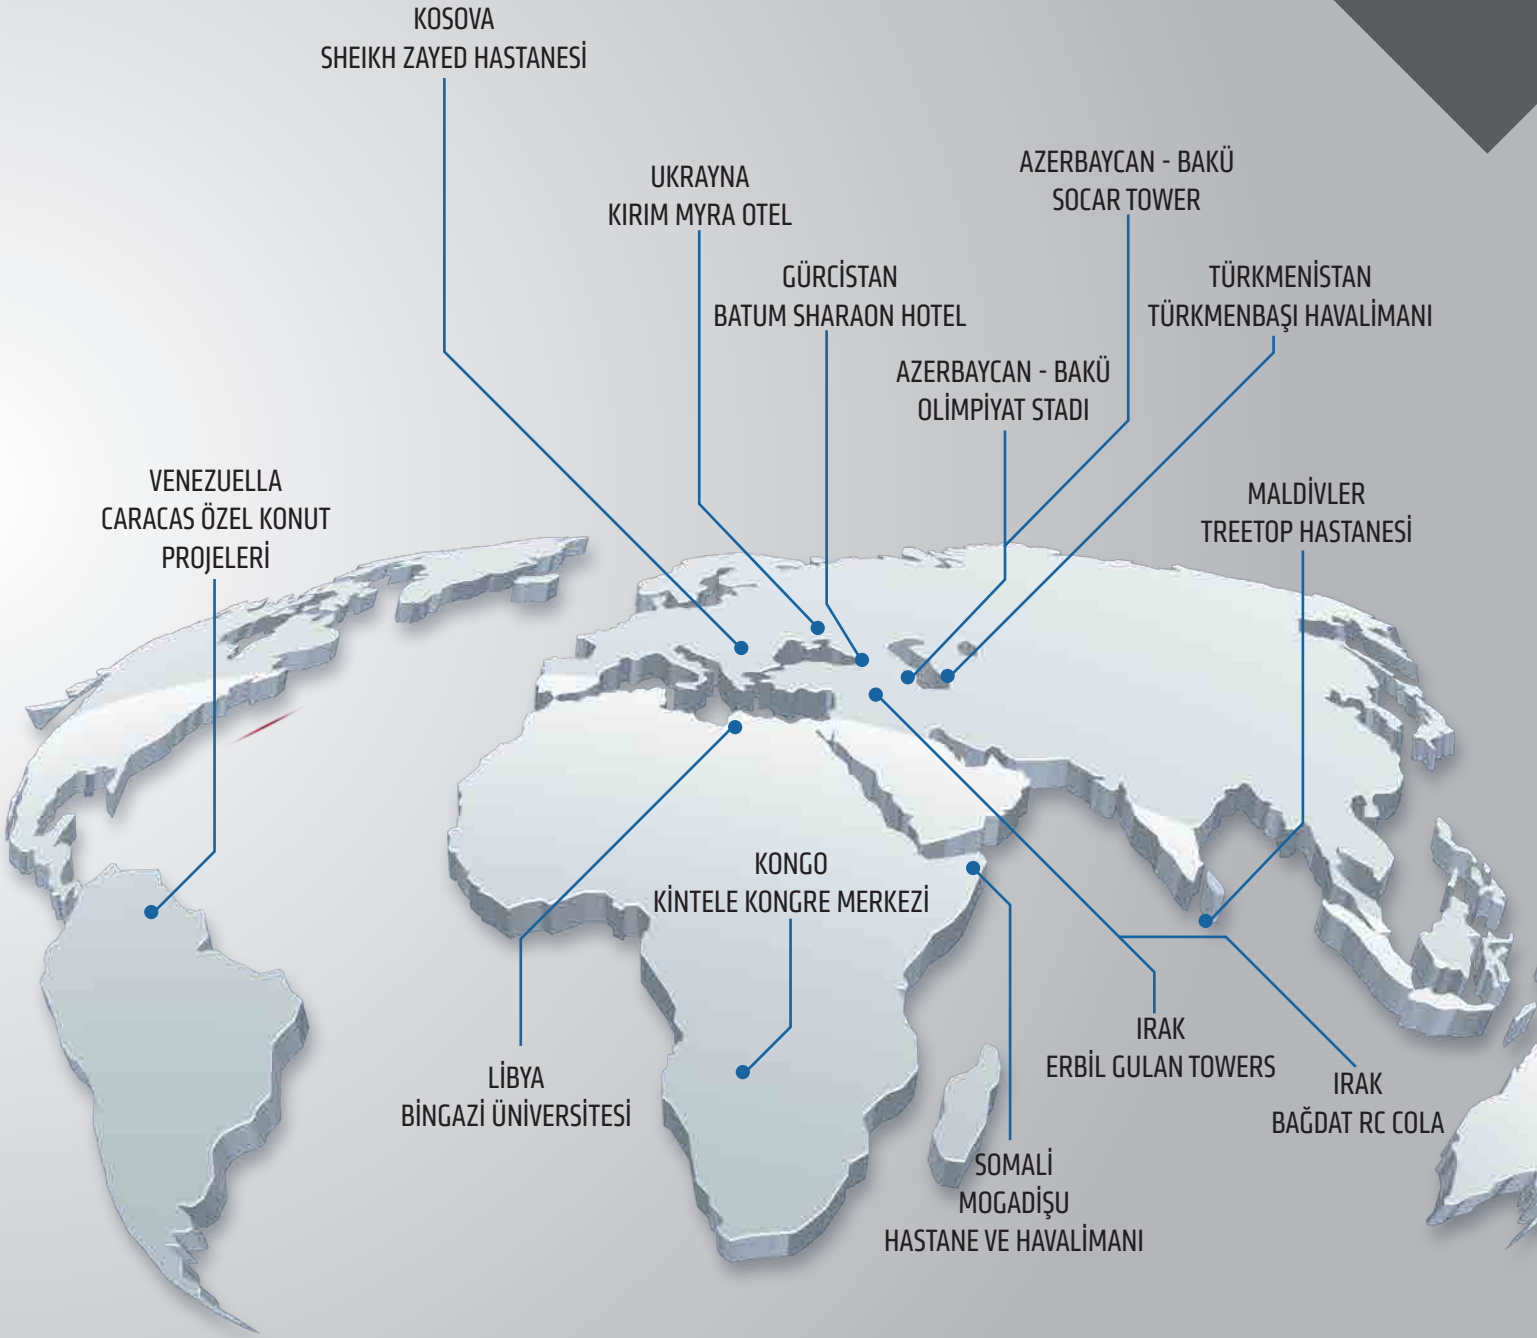 KOSOVA
SHEIKH ZAYED HASTANESİ
UKRAYNA
KIRIM MYRA OTEL
AZERBAYCAN - BAKÜ
SOCAR TOWER
GÜRCİSTAN
BATUM SHARAON HOTEL
TÜRKMENİSTAN
TÜRKMENBAŞI HAVALİMANI
AZERBAYCAN - BAKÜ
OLİMPİYAT STADI
VENEZUELLA
CARACAS ÖZEL KONUT
PROJELERİ
MALDİVLER
TREETOP HASTANESİ
KONGO
KİNTELE KONGRE MERKEZİ
LİBYA
BİNGAZİ ÜNİVERSİTESİ
IRAK
ERBİL GULAN TOWERS
IRAK
BAĞDAT RC COLA
SOMALİ
MOGADİŞU
HASTANE VE HAVALİMANI